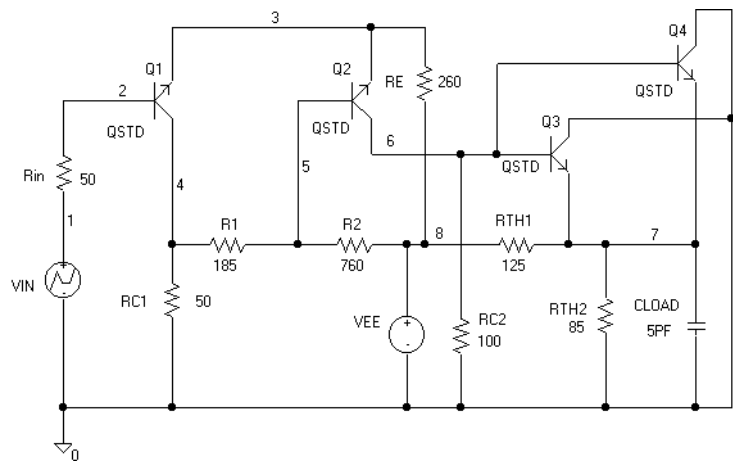 3
Q4
Q1
Q2
RE
260
2
QSTD
QSTD
QSTD
Q3
6
QSTD
Rin
50
5
4
1
R1
R2
8
RTH1
7
185
760
125
VIN
RC1
50
VEE
RC2
100
RTH2
85
CLOAD
5PF
0